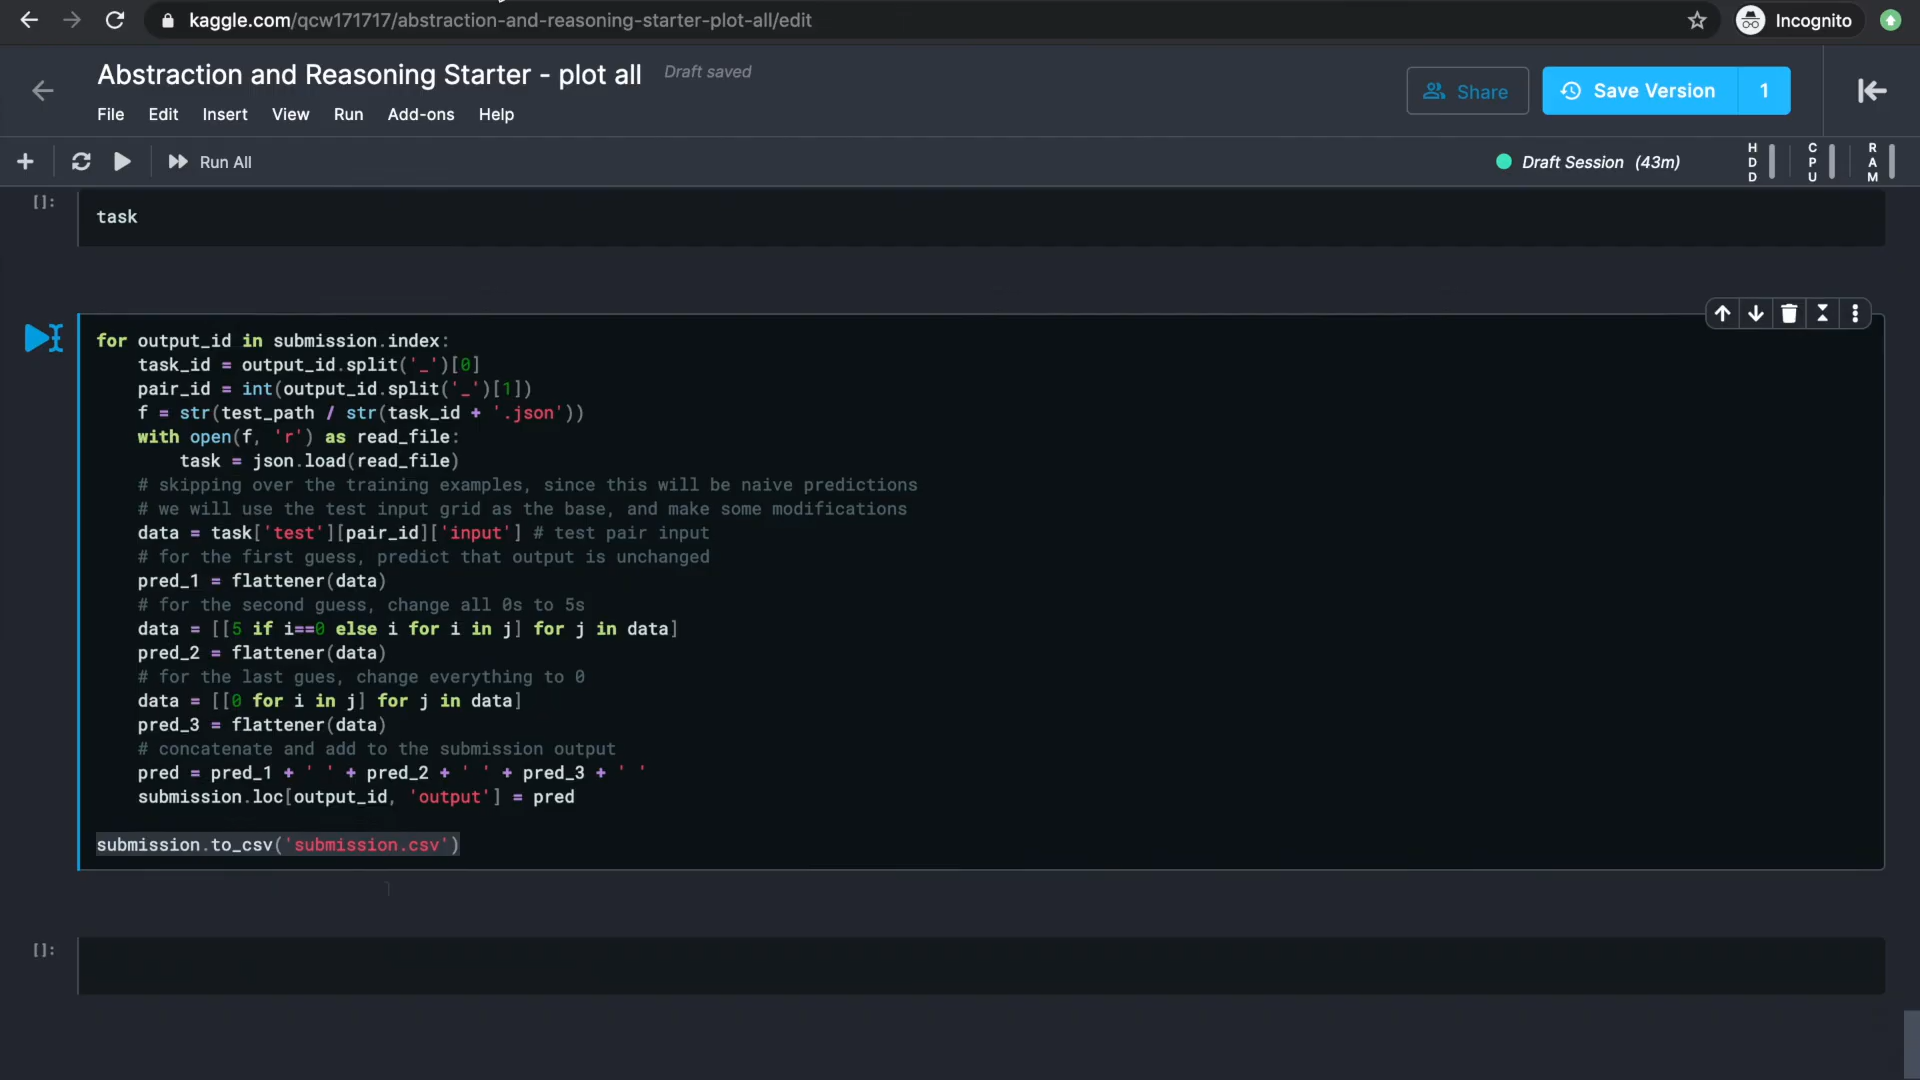 kaggle.com/qcw171717/abstraction-and-reasoning-starter-plot-all/edit
Incognito
Abstraction and Reasoning Starter - plot all
Draft saved
Share
Save Version
1
File
Edit
Insert
View
Run
Add-ons
Help
Run All
Draft Session (43m)
HDD
CPU
RAM
[]:
task
for output_id in submission.index:
    task_id = output_id.split('_')[0]
    pair_id = int(output_id.split('_')[1])
    f = str(test_path / str(task_id + '.json'))
    with open(f, 'r') as read_file:
        task = json.load(read_file)
    # skipping over the training examples, since this will be naive predictions
    # we will use the test input grid as the base, and make some modifications
    data = task['test'][pair_id]['input'] # test pair input
    # for the first guess, predict that output is unchanged
    pred_1 = flattener(data)
    # for the second guess, change all 0s to 5s
    data = [[5 if i==0 else i for i in j] for j in data]
    pred_2 = flattener(data)
    # for the last gues, change everything to 0
    data = [[0 for i in j] for j in data]
    pred_3 = flattener(data)
    # concatenate and add to the submission output
    pred = pred_1 + ' ' + pred_2 + ' ' + pred_3 + ' '
    submission.loc[output_id, 'output'] = pred
submission.to_csv('submission.csv')
[]: